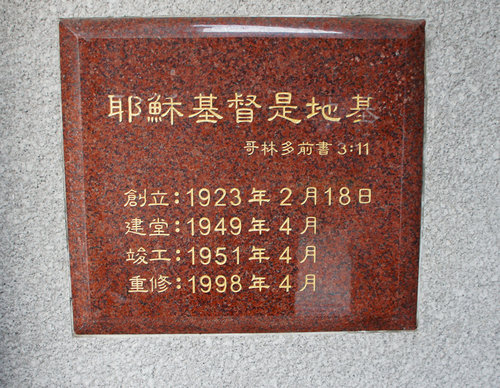 耶穌基督是地基
哥林多前書 3:11
創立：1923 年 2 月 18 日
建堂：1949 年 4 月
竣工：1951 年 4 月
重修：1998 年 4 月